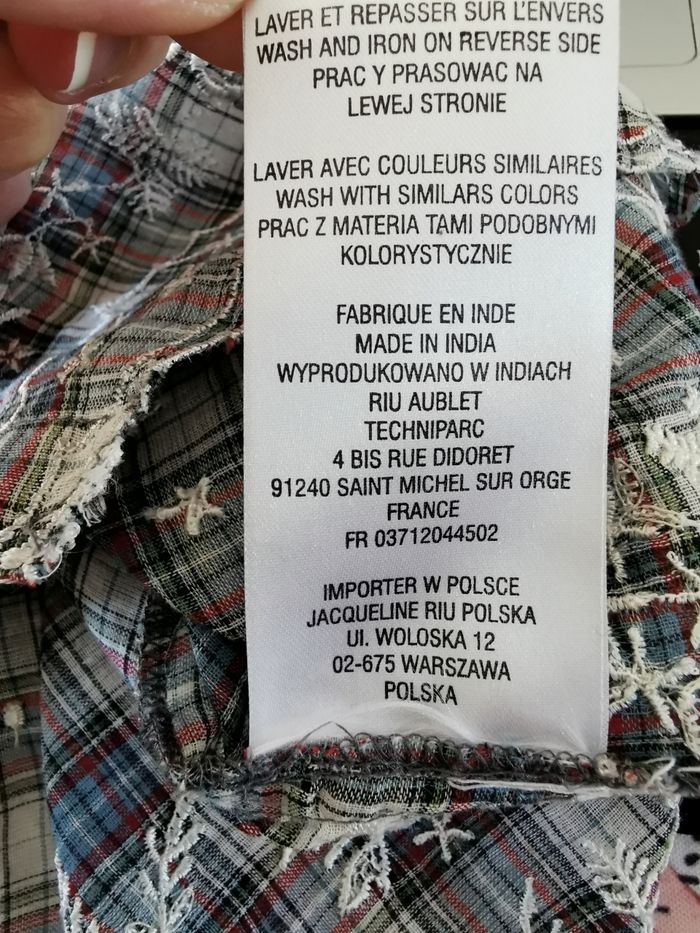 LAVER ET REPASSER SUR L'ENVERS
WASH AND IRON ON REVERSE SIDE
PRAC Y PRASOWAC NA
LEWEJ STRONIE
LAVER AVEC COULEURS SIMILAIRES
WASH WITH SIMILARS COLORS
PRAC Z MATERIA TAMI PODOBNYMI
KOLORYSTYCZNIE
FABRIQUE EN INDE
MADE IN INDIA
WYPRODUKOWANO W INDIACH
RIU AUBLET
TECHNIPARC
4 BIS RUE DIDORET
91240 SAINT MICHEL SUR ORGE
FRANCE
FR 03712044502
IMPORTER W POLSCE
JACQUELINE RIU POLSKA
Ul. WOLOSKA 12
02-675 WARSZAWA
POLSKA